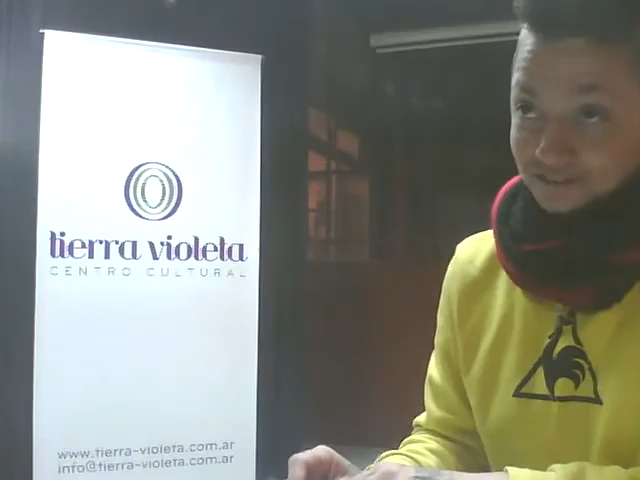 tierra violeta
CENTRO CULTURAL
www.tierra-violeta.com.ar
info@tierra-violeta.com.ar